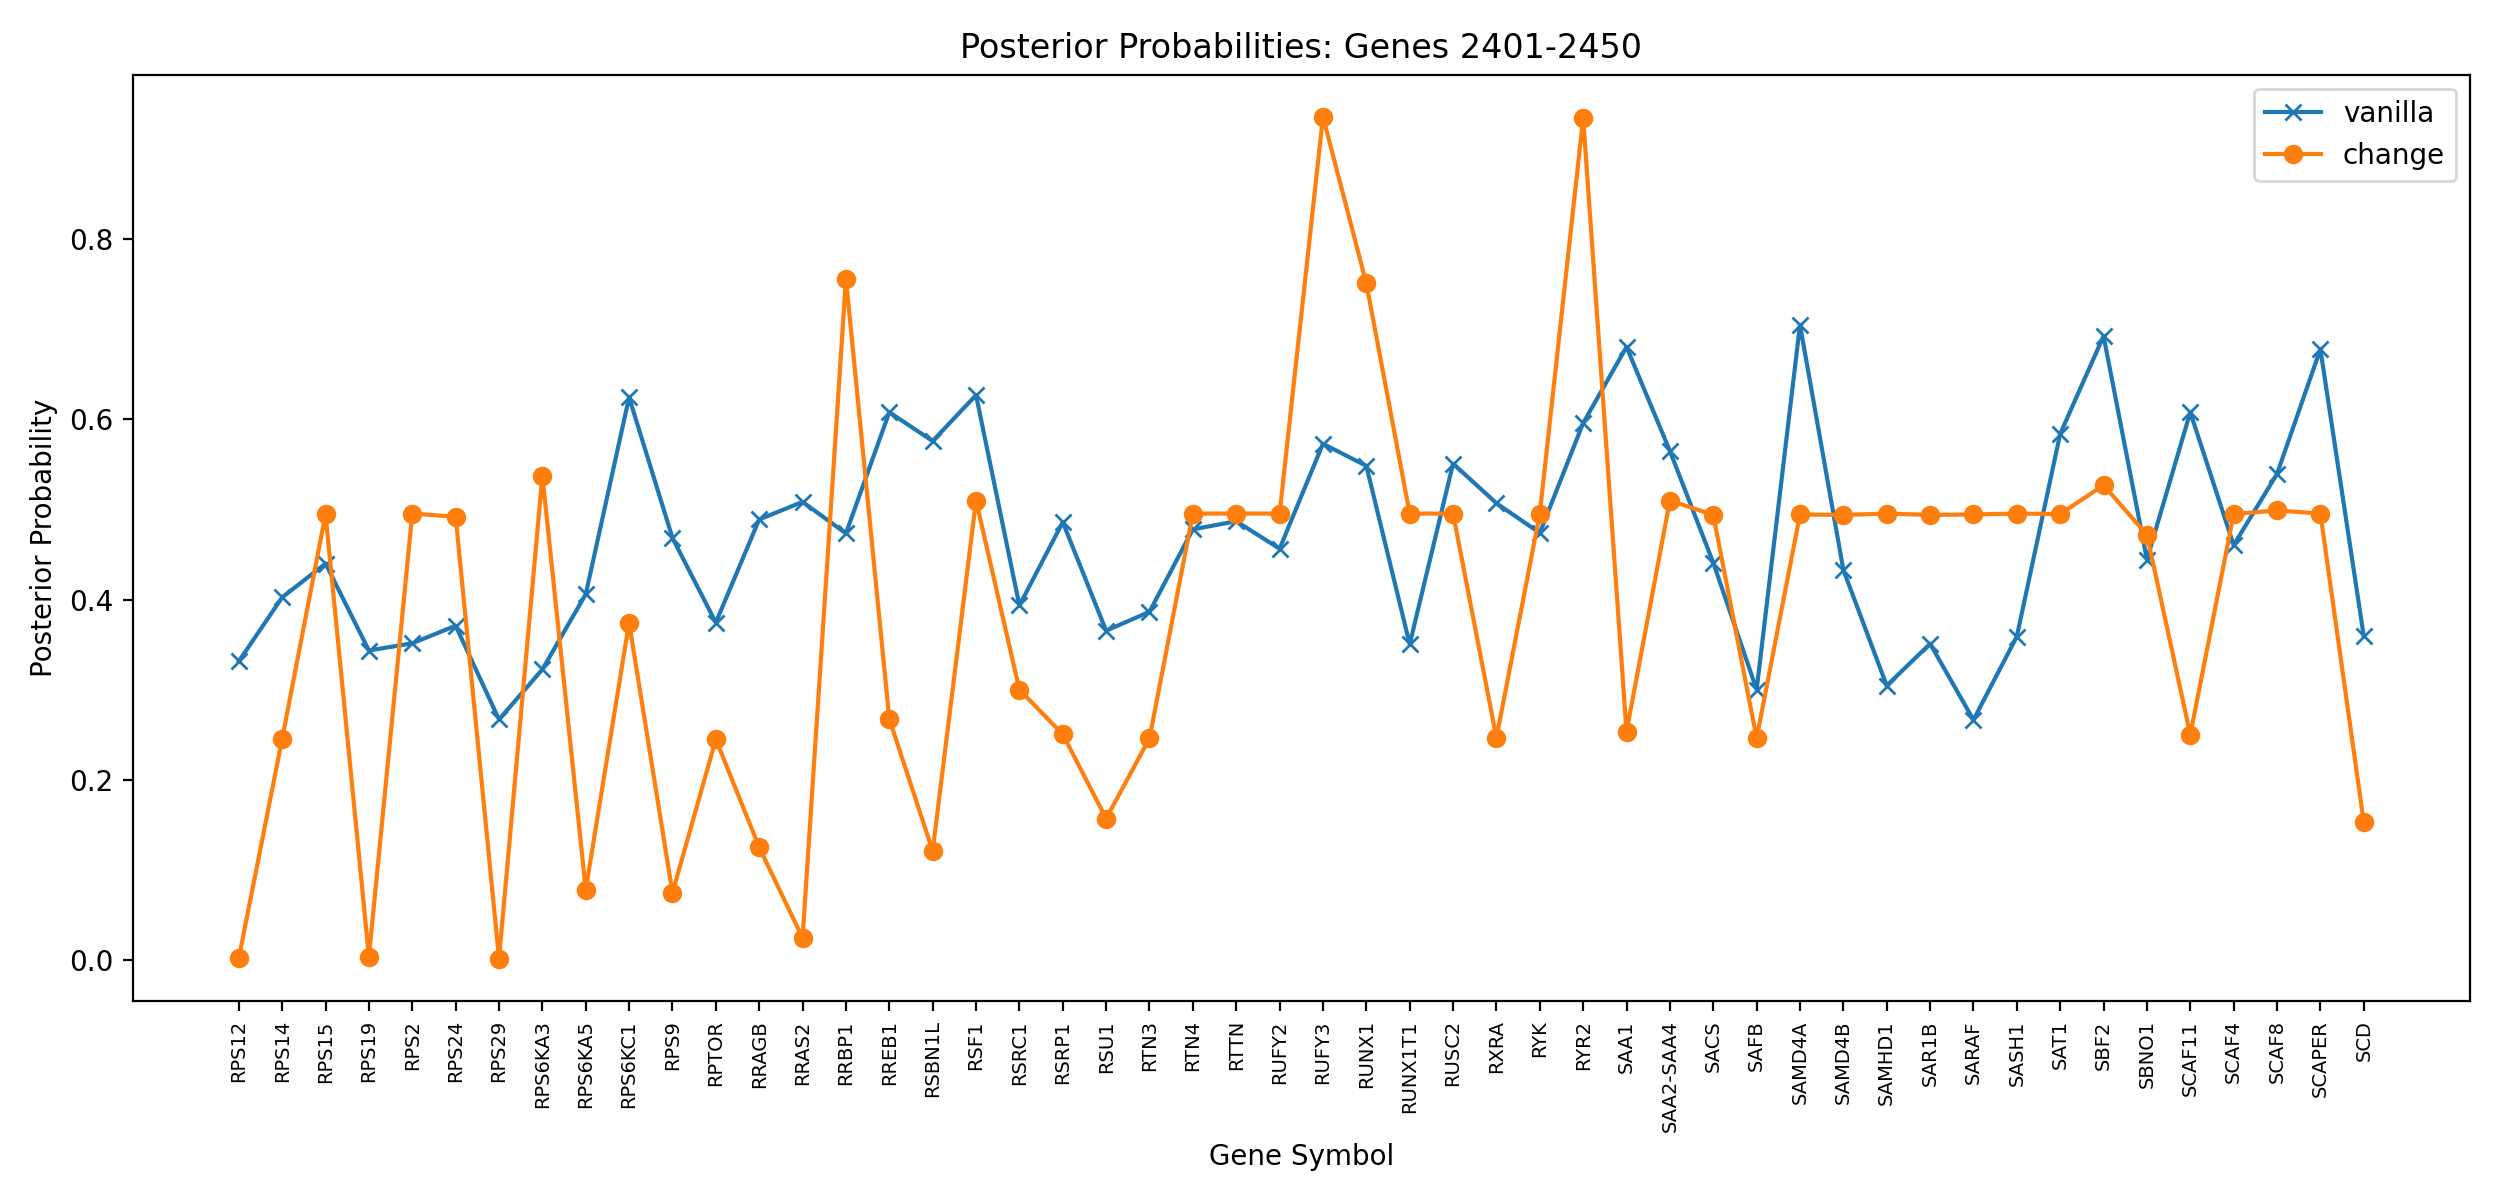 Posterior Probabilities: Genes 2401-2450
vanilla
change
Posterior Probability
0.8
0.6
0.4
0.2
0.0
RPS12
RPS14
RPS15
RPS19
RPS2
RPS24
RPS29
RPS6KA3
RPS6KA5
RPS6KC1
RPS9
RPTOR
RRAGB
RRAS2
RRBP1
RREB1
RSBN1L
RSF1
RSRC1
RSRP1
RSU1
RTN3
RTN4
RTTN
RUFY2
RUFY3
RUNX1
RUNX1T1
RUSC2
RXRA
RYK
RYR2
SAA1
SAA2-SAA4
SACS
SAFB
SAMD4A
SAMD4B
SAMHD1
SAR1B
SARAF
SASH1
SAT1
SBF2
SBNO1
SCAF11
SCAF4
SCAF8
SCAPER
SCD
Gene Symbol